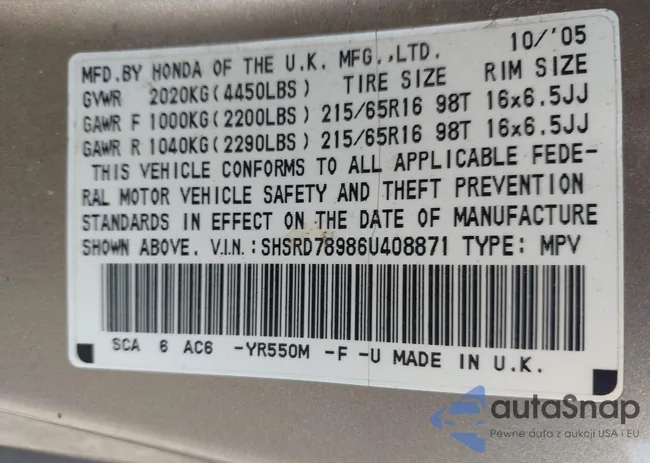 MFD.BY HONDA OF THE U.K. MFG.,LTD. 10/'05
GVWR 2020KG(4450LBS) TIRE SIZE RIM SIZE
GAWR F 1000KG(2200LBS) 215/65R16 98T 16x6.5JJ
GAWR R 1040KG(2290LBS) 215/65R16 98T 16x6.5JJ
THIS VEHICLE CONFORMS TO ALL APPLICABLE FEDE-
RAL MOTOR VEHICLE SAFETY AND THEFT PREVENTION
STANDARDS IN EFFECT ON THE DATE OF MANUFACTURE
SHOWN ABOVE. V.I.N.:SHSRD78986U408871 TYPE: MPV
SCA 6 AC6 -YR550M -F -U MADE IN U.K.
autaSnap
Pewne auta z aukcji USA i EU